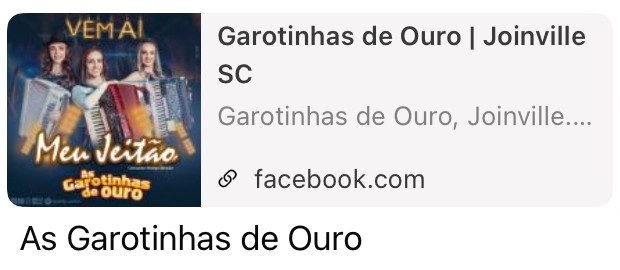 VEM AÍ
Meu Jeitão
As
Garotinhas
de Ouro
Garotinhas de Ouro | Joinville
SC
Garotinhas de Ouro, Joinville....
facebook.com
As Garotinhas de Ouro